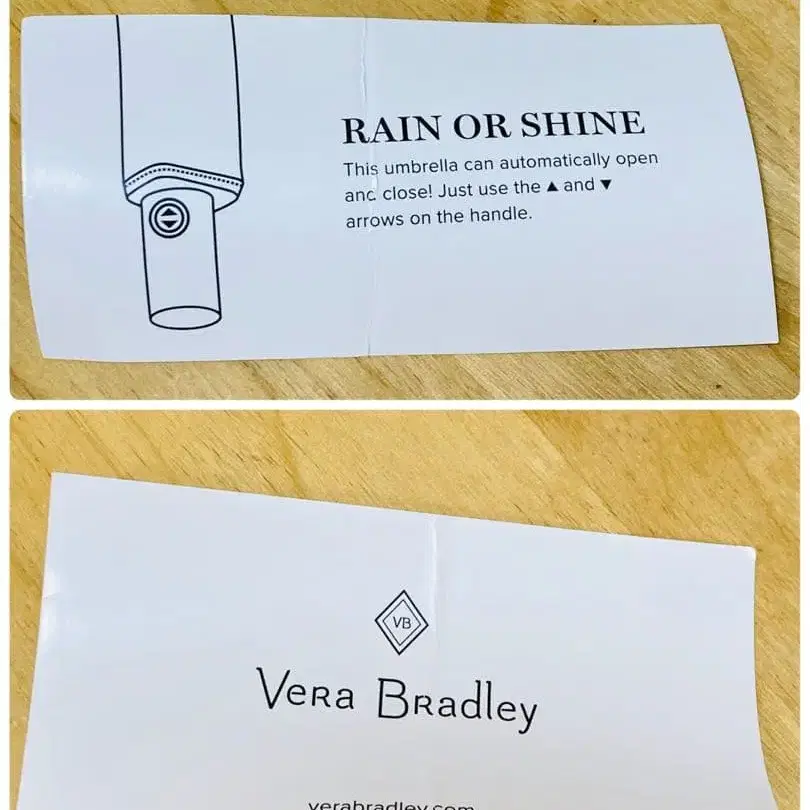 RAIN OR SHINE
This umbrella can automatically open
and close! Just use the ▲ and ▼
arrows on the handle.
VB
Vera Bradley
verabradley.com